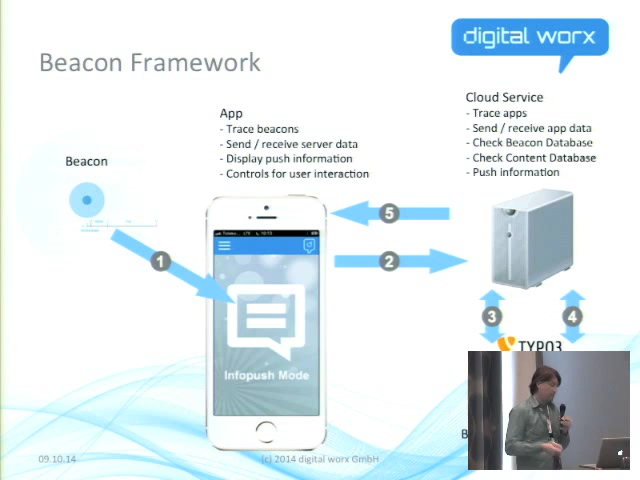 digital worx
Beacon Framework
Cloud Service
- Trace apps
- Send / receive app data
- Check Beacon Database
- Check Content Database
- Push information
App
- Trace beacons
- Send / receive server data
- Display push information
- Controls for user interaction
Beacon
5
1
2
3
4
TYPO3
Infopush Mode
09.10.14
(c) 2014 digital worx GmbH